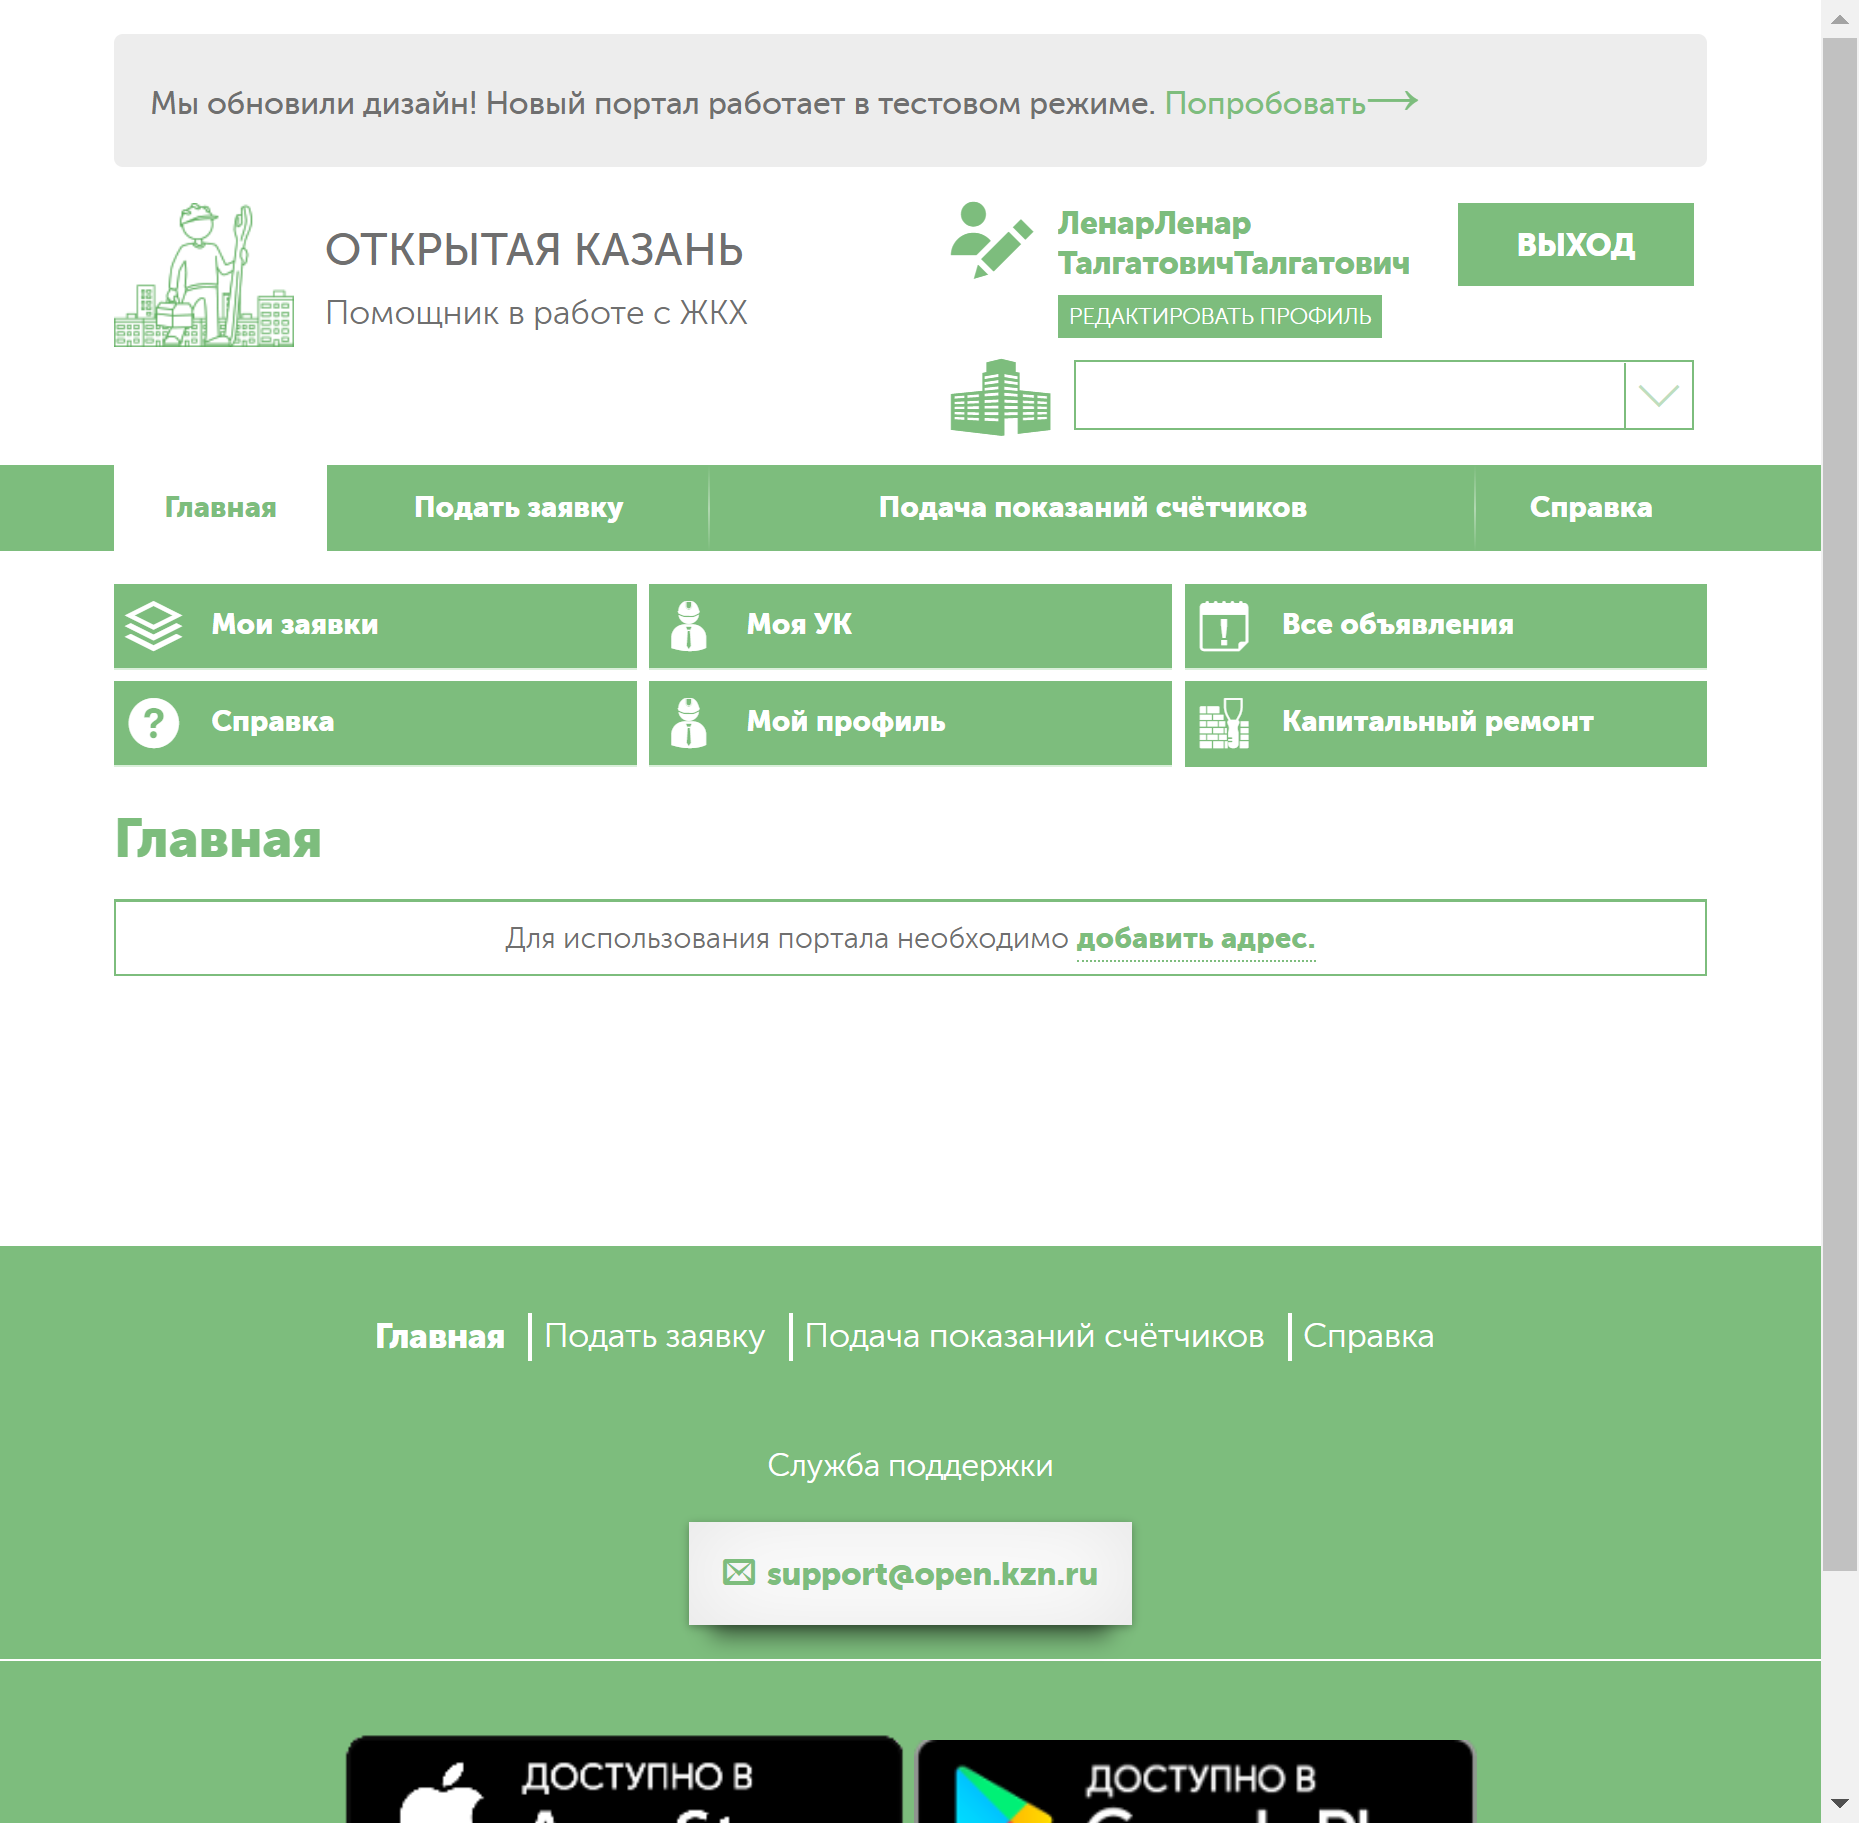 Мы обновили дизайн! Новый портал работает в тестовом режиме. Попробовать
ОТКРЫТАЯ КАЗАНЬ
Помощник в работе с ЖКХ
ЛенарЛенар
ТалгатовичТалгатович
РЕДАКТИРОВАТЬ ПРОФИЛЬ
ВЫХОД
Главная
Подать заявку
Подача показаний счётчиков
Справка
Мои заявки
Моя УК
Все объявления
Справка
Мой профиль
Капитальный ремонт
Главная
Для использования портала необходимо добавить адрес.
Главная
Подать заявку
Подача показаний счётчиков
Справка
Служба поддержки
support@open.kzn.ru
ДОСТУПНО В
ДОСТУПНО В